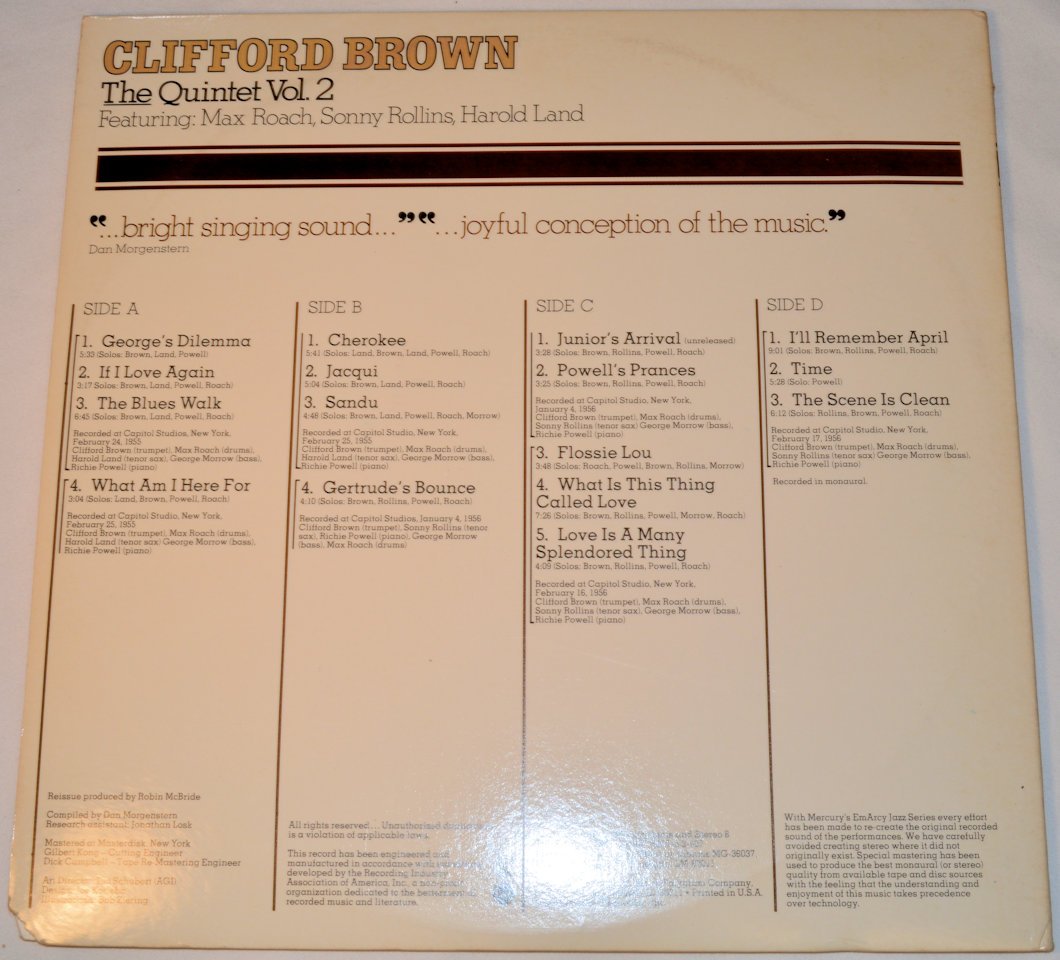 CLIFFORD BROWN
The Quintet Vol. 2
Featuring: Max Roach, Sonny Rollins, Harold Land
“...bright singing sound...” “...joyful conception of the music.”
Dan Morgenstern
SIDE A
1. George's Dilemma
5:33 (Solos: Brown, Land, Powell)
2. If I Love Again
3:17 Solos: Brown, Land, Powell, Roach)
3. The Blues Walk
6:45 (Solos: Brown, Land, Powell, Roach)
Recorded at Capitol Studios, New York,
February 24, 1955
Clifford Brown (trumpet), Max Roach (drums),
Harold Land (tenor sax), George Morrow (bass),
Richie Powell (piano)
4. What Am I Here For
3:04 (Solos: Land, Brown, Powell, Roach)
Recorded at Capitol Studios, New York,
February 25, 1955
Clifford Brown (trumpet), Max Roach (drums),
Harold Land (tenor sax) George Morrow (bass),
Richie Powell (piano)
SIDE B
1. Cherokee
5:41 (Solos: Land, Brown, Land, Powell, Roach)
2. Jacqui
5:04 (Solos: Brown, Land, Powell, Roach)
3. Sandu
4:48 (Solos: Brown, Land, Powell, Roach, Morrow)
Recorded at Capitol Studio, New York,
February 25, 1955
Clifford Brown (trumpet), Max Roach (drums),
Harold Land (tenor sax), George Morrow (bass),
Richie Powell (piano)
4. Gertrude's Bounce
4:10 (Solos: Brown, Rollins, Powell, Roach)
Recorded at Capitol Studios, January 4, 1956
Clifford Brown (trumpet), Sonny Rollins (tenor
sax), Richie Powell (piano), George Morrow
(bass), Max Roach (drums)
SIDE C
1. Junior's Arrival (unreleased)
3:28 (Solos: Brown, Rollins, Powell, Roach)
2. Powell's Prances
3:25 (Solos: Brown, Rollins, Powell, Roach)
Recorded at Capitol Studio, New York,
January 4, 1956
Clifford Brown (trumpet), Max Roach (drums),
Sonny Rollins (tenor sax) George Morrow (bass),
Richie Powell (piano)
3. Flossie Lou
3:48 (Solos: Roach, Powell, Brown, Rollins, Morrow)
4. What Is This Thing
Called Love
7:26 (Solos: Brown, Rollins, Powell, Morrow, Roach)
5. Love Is A Many
Splendored Thing
4:09 (Solos: Brown, Rollins, Powell, Roach)
Recorded at Capitol Studio, New York,
February 16, 1956
Clifford Brown (trumpet), Max Roach (drums),
Sonny Rollins (tenor sax), George Morrow (bass),
Richie Powell (piano)
SIDE D
1. I'll Remember April
9:01 (Solos: Brown, Rollins, Powell, Roach)
2. Time
5:28 (Solo: Powell)
3. The Scene Is Clean
6:12 (Solos: Rollins, Brown, Powell, Roach)
Recorded at Capitol Studio, New York,
February 17, 1956
Clifford Brown (trumpet), Max Roach (drums),
Sonny Rollins (tenor sax) George Morrow (bass),
Richie Powell (piano)
Recorded in monaural.
Reissue produced by Robin McBride
Compiled by Dan Morgenstern
Research assistant: Jonathan Losk
Mastered at Masterdisk, New York
Gilbert Kong – Cutting Engineer
Dick Campbell – Tape Re-Mastering Engineer
Art Director: Schubert (AGI)
Bob Ziering
All rights reserved... Unauthorized
is a violation of applicable laws.
This record has been engineered and
manufactured in accordance with
developed by the Recording Industry
Association of America, Inc., a
organization dedicated to the
recorded music and literature.
and Stereo 8
XIG-36037
Company,
Printed in U.S.A.
With Mercury's EmArcy Jazz Series every effort
has been made to re-create the original recorded
sound of the performances. We have carefully
avoided creating stereo where it did not
originally exist. Special mastering has been
used to produce the best monaural (or stereo)
quality from available tape and disc sources
with the feeling that the understanding and
enjoyment of this music takes precedence
over technology.